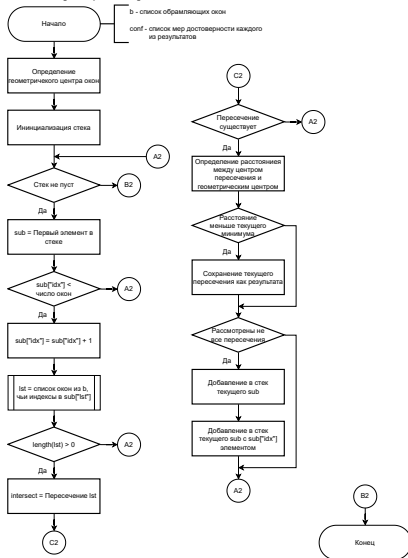 Начало
b - список обрамляющих окон
conf - список мер достоверности каждого
из результатов
Определение
геометричекого центра окон
Ининциализация стека
A2
Стек не пуст
B2
Да
sub = Первый элемент в
стеке
sub["idx"] <
число окон
Да
sub["idx"] = sub["idx"] + 1
lst = список окон из b,
чьи индексы в sub["lst"]
length(lst) > 0
A2
Да
intersect = Пересечение lst
C2
C2
Пересечение
существует
A2
Да
Определение расстояниея
между центром
пересечения и
геометрическим центром
Расстояние
меньше текущего
минимума
Да
Сохранение текущего
пересечения как результата
Рассмотрены не
все пересечения
Да
Добавление в стек
текущего sub
Добавление в стек
текущего sub с sub["idx"]
элементом
A2
B2
Конец